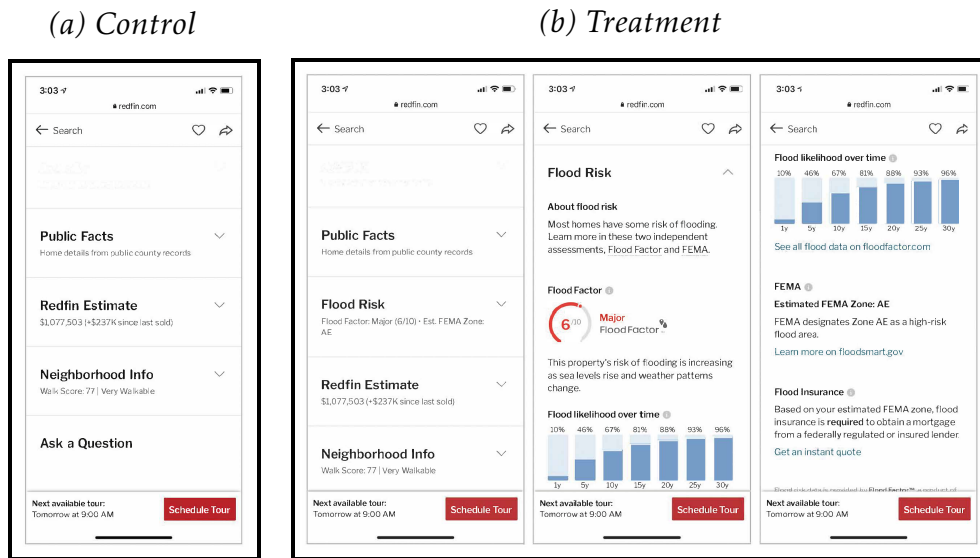 (a) Control
(b) Treatment
3:03
redfin.com
Search
Public Facts
Home details from public county records
Redfin Estimate
$1,077,503 (+$237K since last sold)
Neighborhood Info
Walk Score: 77 | Very Walkable
Ask a Question
Next available tour:
Tomorrow at 9:00 AM
Schedule Tour
3:03
redfin.com
Search
Public Facts
Home details from public county records
Flood Risk
Flood Factor: Major (6/10) • Est. FEMA Zone:
AE
Redfin Estimate
$1,077,503 (+$237K since last sold)
Neighborhood Info
Walk Score: 77 | Very Walkable
Next available tour:
Tomorrow at 9:00 AM
Schedule Tour
3:03
redfin.com
Search
Flood Risk
About flood risk
Most homes have some risk of flooding.
Learn more in these two independent
assessments, Flood Factor and FEMA.
Flood Factor
6/10
Major
Flood Factor
This property's risk of flooding is increasing
as sea levels rise and weather patterns
change.
Flood likelihood over time
10% 46% 67% 81% 88% 93% 96%
1y 5y 10y 15y 20y 25y 30y
Next available tour:
Tomorrow at 9:00 AM
Schedule Tour
3:03
redfin.com
Search
Flood likelihood over time
10% 46% 67% 81% 88% 93% 96%
1y 5y 10y 15y 20y 25y 30y
See all flood data on floodfactor.com
FEMA
Estimated FEMA Zone: AE
FEMA designates Zone AE as a high-risk
flood area.
Learn more on floodsmart.gov
Flood Insurance
Based on your estimated FEMA zone, flood
insurance is required to obtain a mortgage
from a federally regulated or insured lender.
Get an instant quote
Flood risk data is provided by Flood Factor™, a product of
Next available tour:
Tomorrow at 9:00 AM
Schedule Tour